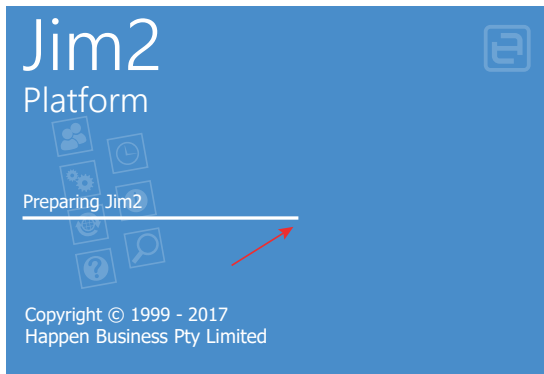 Jim2
Platform
Preparing Jim2
Copyright © 1999 - 2017
Happen Business Pty Limited